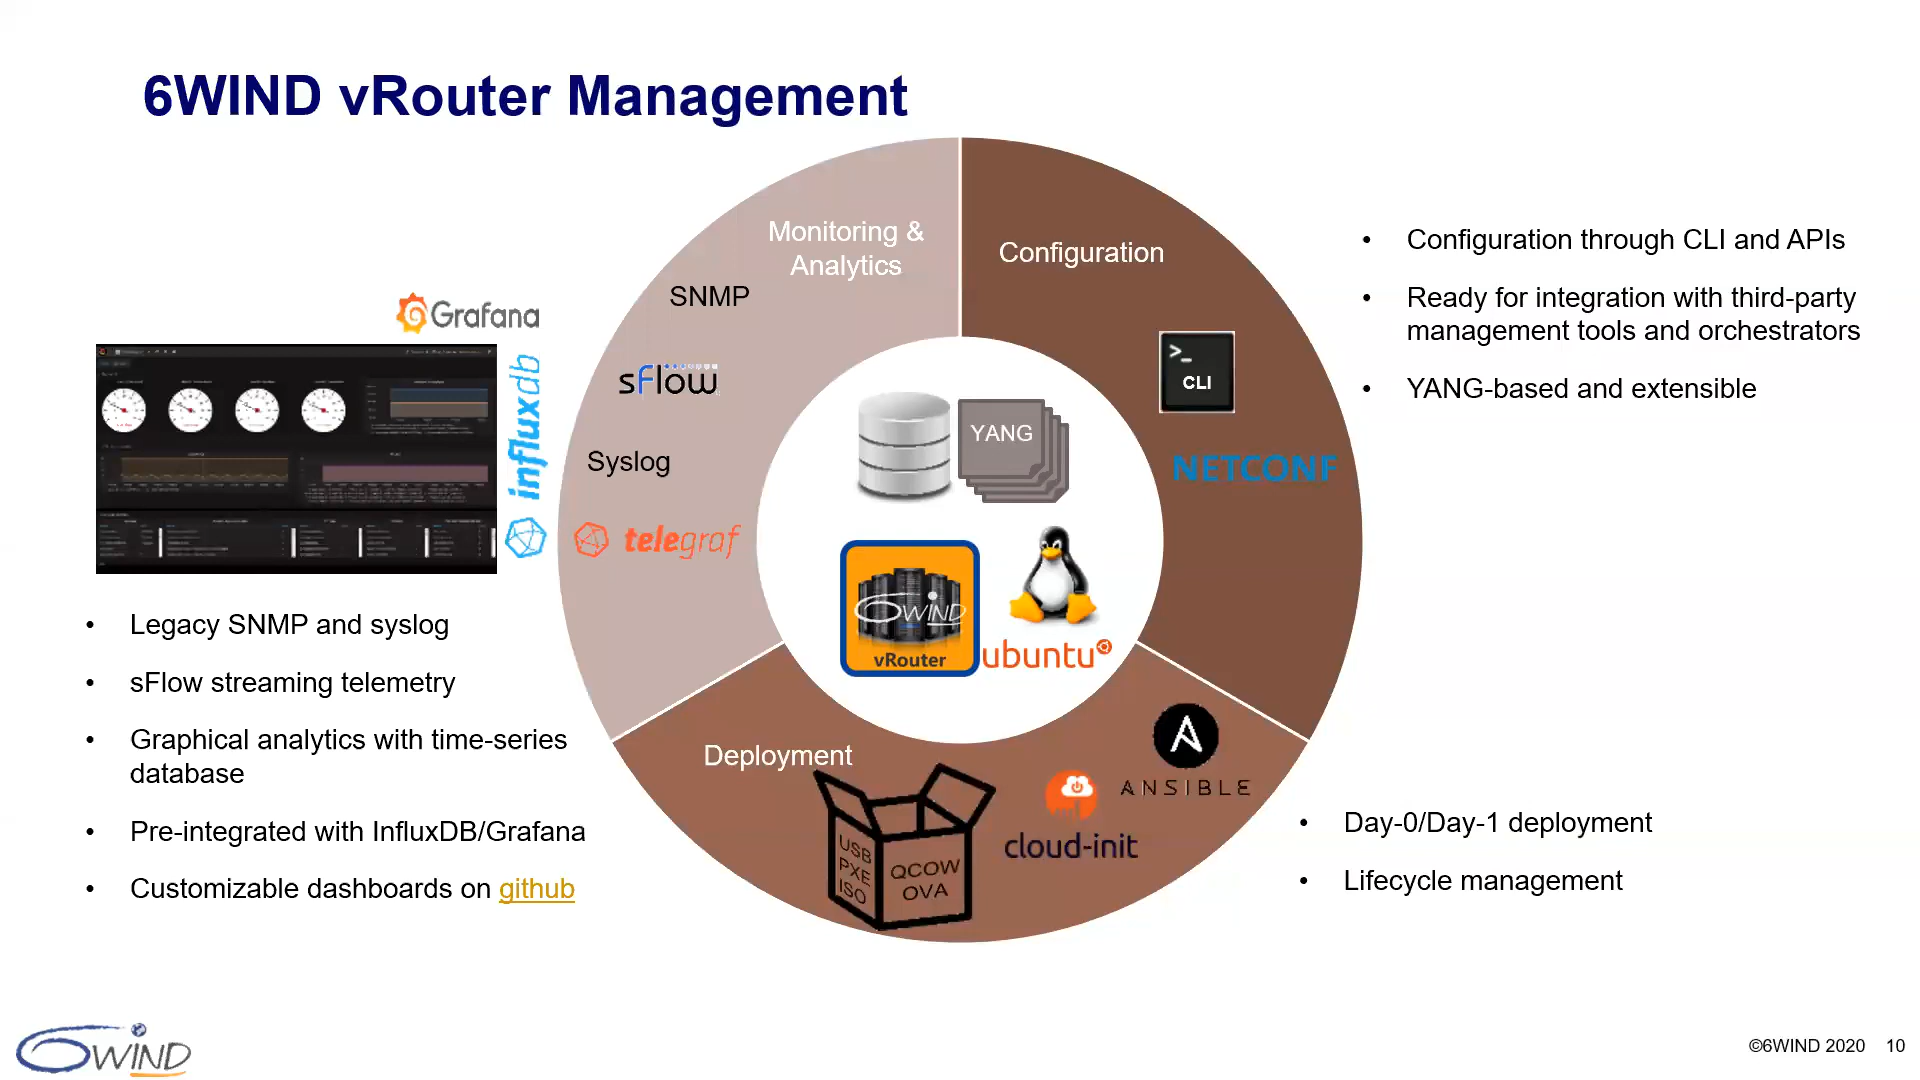 6WIND vRouter Management
Monitoring &
Analytics
SNMP
sFlow
Syslog
telegraf
Grafana
influxdb
Configuration
>_
CLI
NETCONF
YANG
6WIND
vRouter
ubuntu
Deployment
USB
PXE
ISO
QCOW
OVA
cloud-init
ANSIBLE
• Configuration through CLI and APIs
• Ready for integration with third-party
management tools and orchestrators
• YANG-based and extensible
• Legacy SNMP and syslog
• sFlow streaming telemetry
• Graphical analytics with time-series
database
• Pre-integrated with InfluxDB/Grafana
• Customizable dashboards on github
• Day-0/Day-1 deployment
• Lifecycle management
6WIND
©6WIND 2020 10